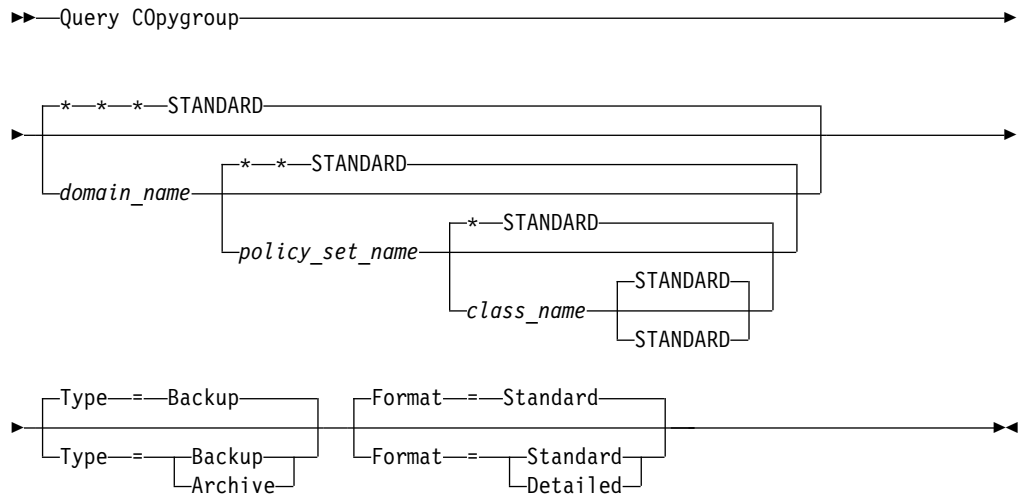 Query COpygroup
* * * STANDARD
* * STANDARD
domain_name
* STANDARD
policy_set_name
STANDARD
class_name
STANDARD
Type = Backup Format = Standard
Type = Backup Format = Standard
Archive Detailed